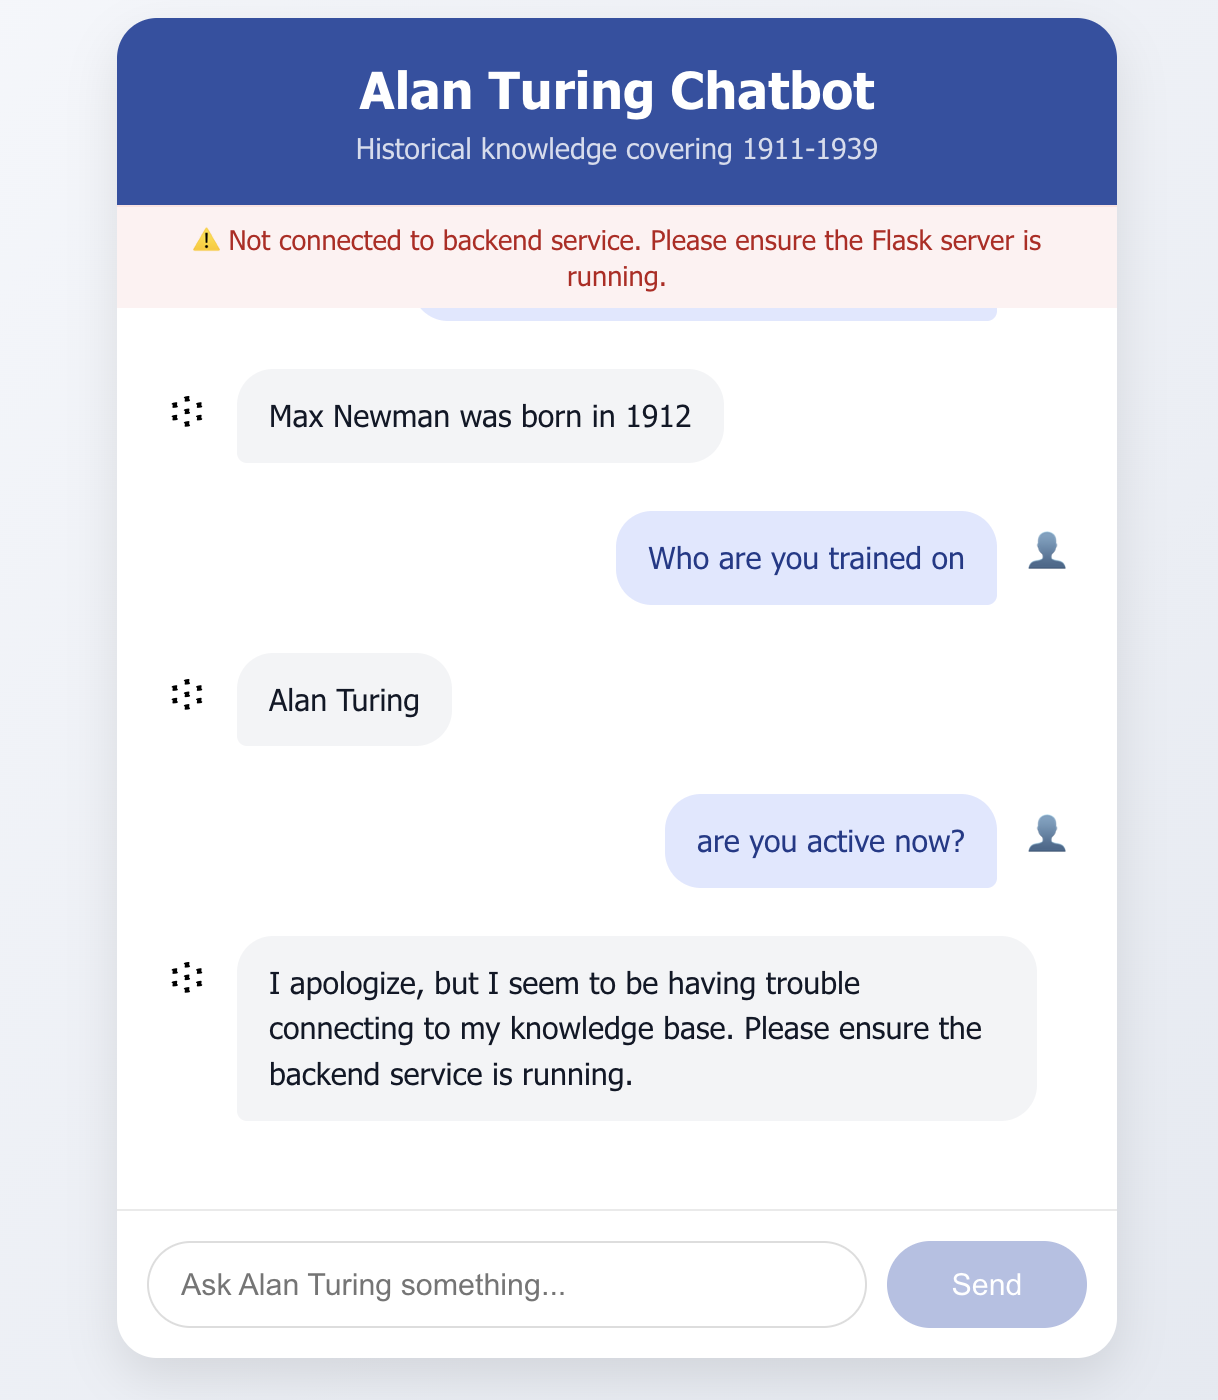 Alan Turing Chatbot
Historical knowledge covering 1911-1939
⚠️ Not connected to backend service. Please ensure the Flask server is
running.
Max Newman was born in 1912
Who are you trained on
Alan Turing
are you active now?
I apologize, but I seem to be having trouble
connecting to my knowledge base. Please ensure the
backend service is running.
Ask Alan Turing something...
Send